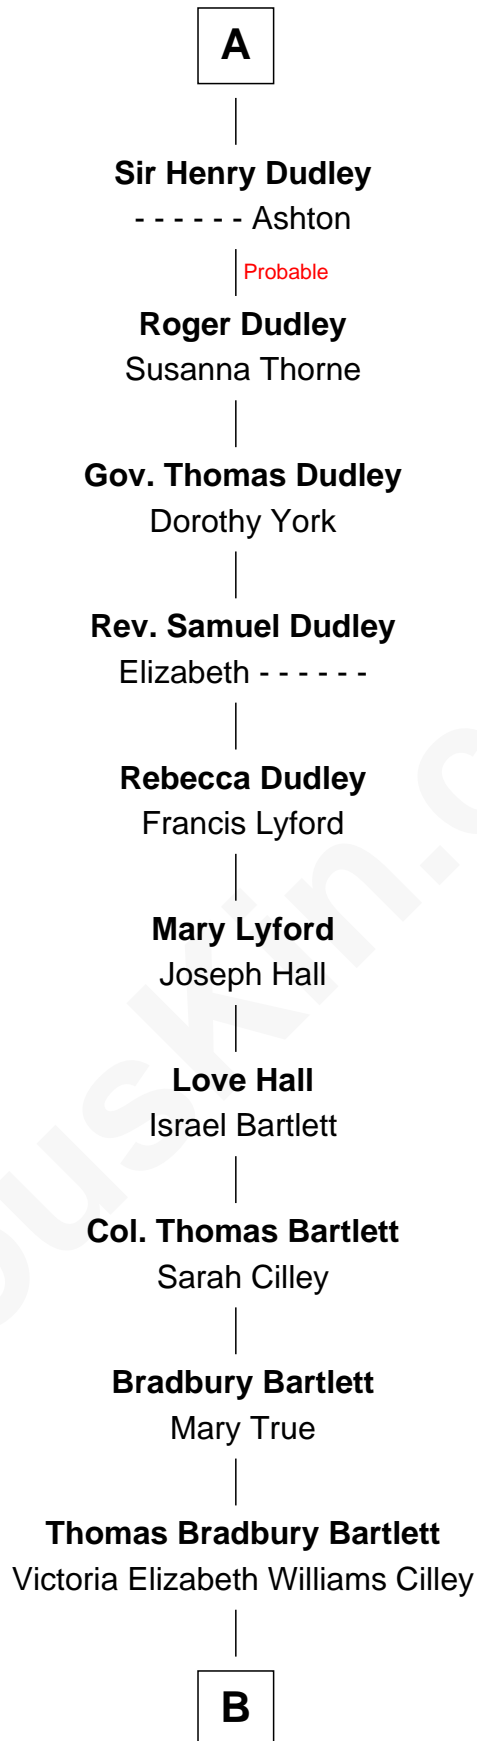 A
Sir Henry Dudley
- - - - - - Ashton
Probable
Roger Dudley
Susanna Thorne
Gov. Thomas Dudley
Dorothy York
Rev. Samuel Dudley
Elizabeth - - - - - -
Rebecca Dudley
Francis Lyford
Mary Lyford
Joseph Hall
Love Hall
Israel Bartlett
Col. Thomas Bartlett
Sarah Cilley
Bradbury Bartlett
Mary True
Thomas Bradbury Bartlett
Victoria Elizabeth Williams Cilley
B